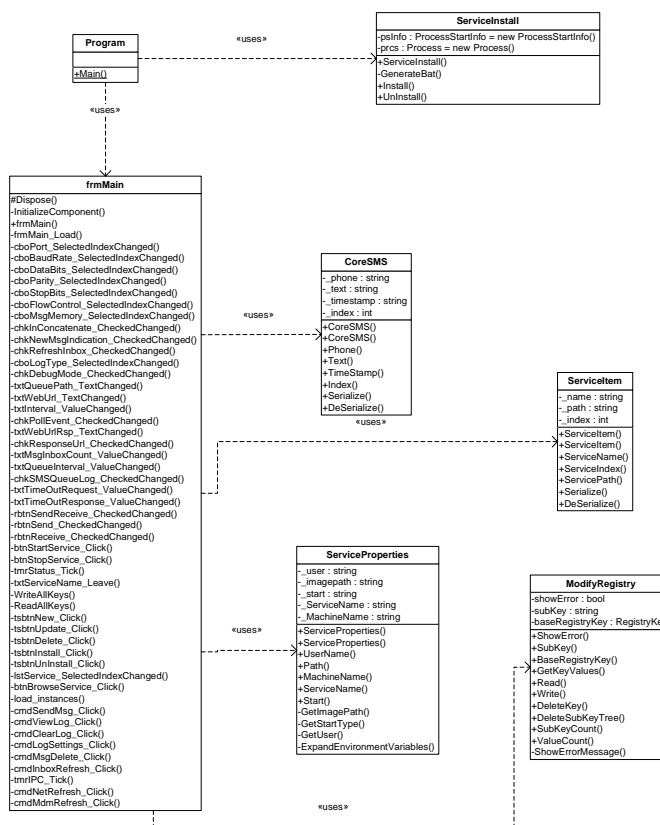 ServiceInstall
-psInfo : ProcessStartInfo = new ProcessStartInfo()
-prcs : Process = new Process()
+ServiceInstall()
-GenerateBat()
+Install()
+UnInstall()
Program
+Main()
«uses»
«uses»
frmMain
#Dispose()
-InitializeComponent()
+frmMain()
-frmMain_Load()
-cboPort_SelectedIndexChanged()
-cboBaudRate_SelectedIndexChanged()
-cboDataBits_SelectedIndexChanged()
-cboParity_SelectedIndexChanged()
-cboStopBits_SelectedIndexChanged()
-cboFlowControl_SelectedIndexChanged()
-cboMsgMemory_SelectedIndexChanged()
-chkInConcatenate_CheckedChanged()
-chkNewMsgIndication_CheckedChanged()
-chkRefreshInbox_CheckedChanged()
-cboLogType_SelectedIndexChanged()
-chkDebugMode_CheckedChanged()
-txtQueuePath_TextChanged()
-txtWebUrl_TextChanged()
-txtInterval_ValueChanged()
-chkPollEvent_CheckedChanged()
-txtWebUrlRsp_TextChanged()
-chkResponseUrl_CheckedChanged()
-txtMsgInboxCount_ValueChanged()
-txtQueueInterval_ValueChanged()
-chkSMSQueueLog_CheckedChanged()
-txtTimeOutRequest_ValueChanged()
-txtTimeOutResponse_ValueChanged()
-rbtnSendReceive_CheckedChanged()
-rbtnSend_CheckedChanged()
-rbtnReceive_CheckedChanged()
-btnStartService_Click()
-btnStopService_Click()
-tmrStatus_Tick()
-txtServiceName_Leave()
-WriteAllKeys()
-ReadAllKeys()
-tsbtnNew_Click()
-tsbtnUpdate_Click()
-tsbtnDelete_Click()
-tsbtnInstall_Click()
-tsbtnUnInstall_Click()
-lstService_SelectedIndexChanged()
-btnBrowseService_Click()
-load_instances()
-cmdSendMsg_Click()
-cmdViewLog_Click()
-cmdClearLog_Click()
-cmdLogSettings_Click()
-cmdMsgDelete_Click()
-cmdInboxRefresh_Click()
-tmrIPC_Tick()
-cmdNetRefresh_Click()
-cmdMdmRefresh_Click()
«uses»
CoreSMS
-_phone : string
-_text : string
-_timestamp : string
-_index : int
+CoreSMS()
+CoreSMS()
+Phone()
+Text()
+TimeStamp()
+Index()
+Serialize()
+DeSerialize()
«uses»
ServiceItem
-_name : string
-_path : string
-_index : int
+ServiceItem()
+ServiceItem()
+ServiceName()
+ServiceIndex()
+ServicePath()
+Serialize()
+DeSerialize()
«uses»
ServiceProperties
-_user : string
-_imagepath : string
-_start : string
-_ServiceName : string
-_MachineName : string
+ServiceProperties()
+ServiceProperties()
+UserName()
+Path()
+MachineName()
+ServiceName()
+Start()
-GetImagePath()
-GetStartType()
-GetUser()
-ExpandEnvironmentVariables()
ModifyRegistry
-showError : bool
-subKey : string
-baseRegistryKey : RegistryKey
+ShowError()
+SubKey()
+BaseRegistryKey()
+GetKeyValues()
+Read()
+Write()
+DeleteKey()
+DeleteSubKeyTree()
+SubKeyCount()
+ValueCount()
-ShowErrorMessage()
«uses»